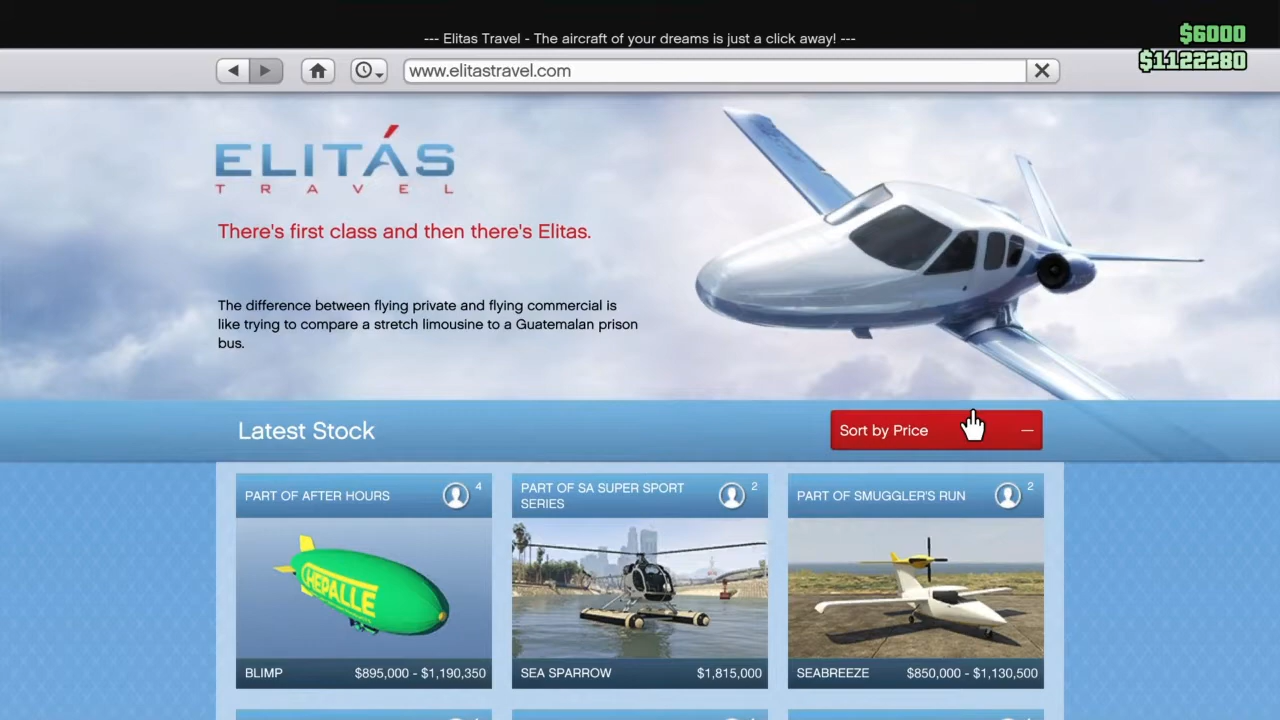 --- Elitas Travel - The aircraft of your dreams is just a click away! ---
$6000
$1122280
www.elitastravel.com
ELITÁS
TRAVEL
There's first class and then there's Elitas.
The difference between flying private and flying commercial is
like trying to compare a stretch limousine to a Guatemalan prison
bus.
Latest Stock
Sort by Price
PART OF AFTER HOURS
4
PART OF SA SUPER SPORT
SERIES
2
PART OF SMUGGLER'S RUN
2
HEPALLE
BLIMP
$895,000 - $1,190,350
SEA SPARROW
$1,815,000
SEABREEZE
$850,000 - $1,130,500